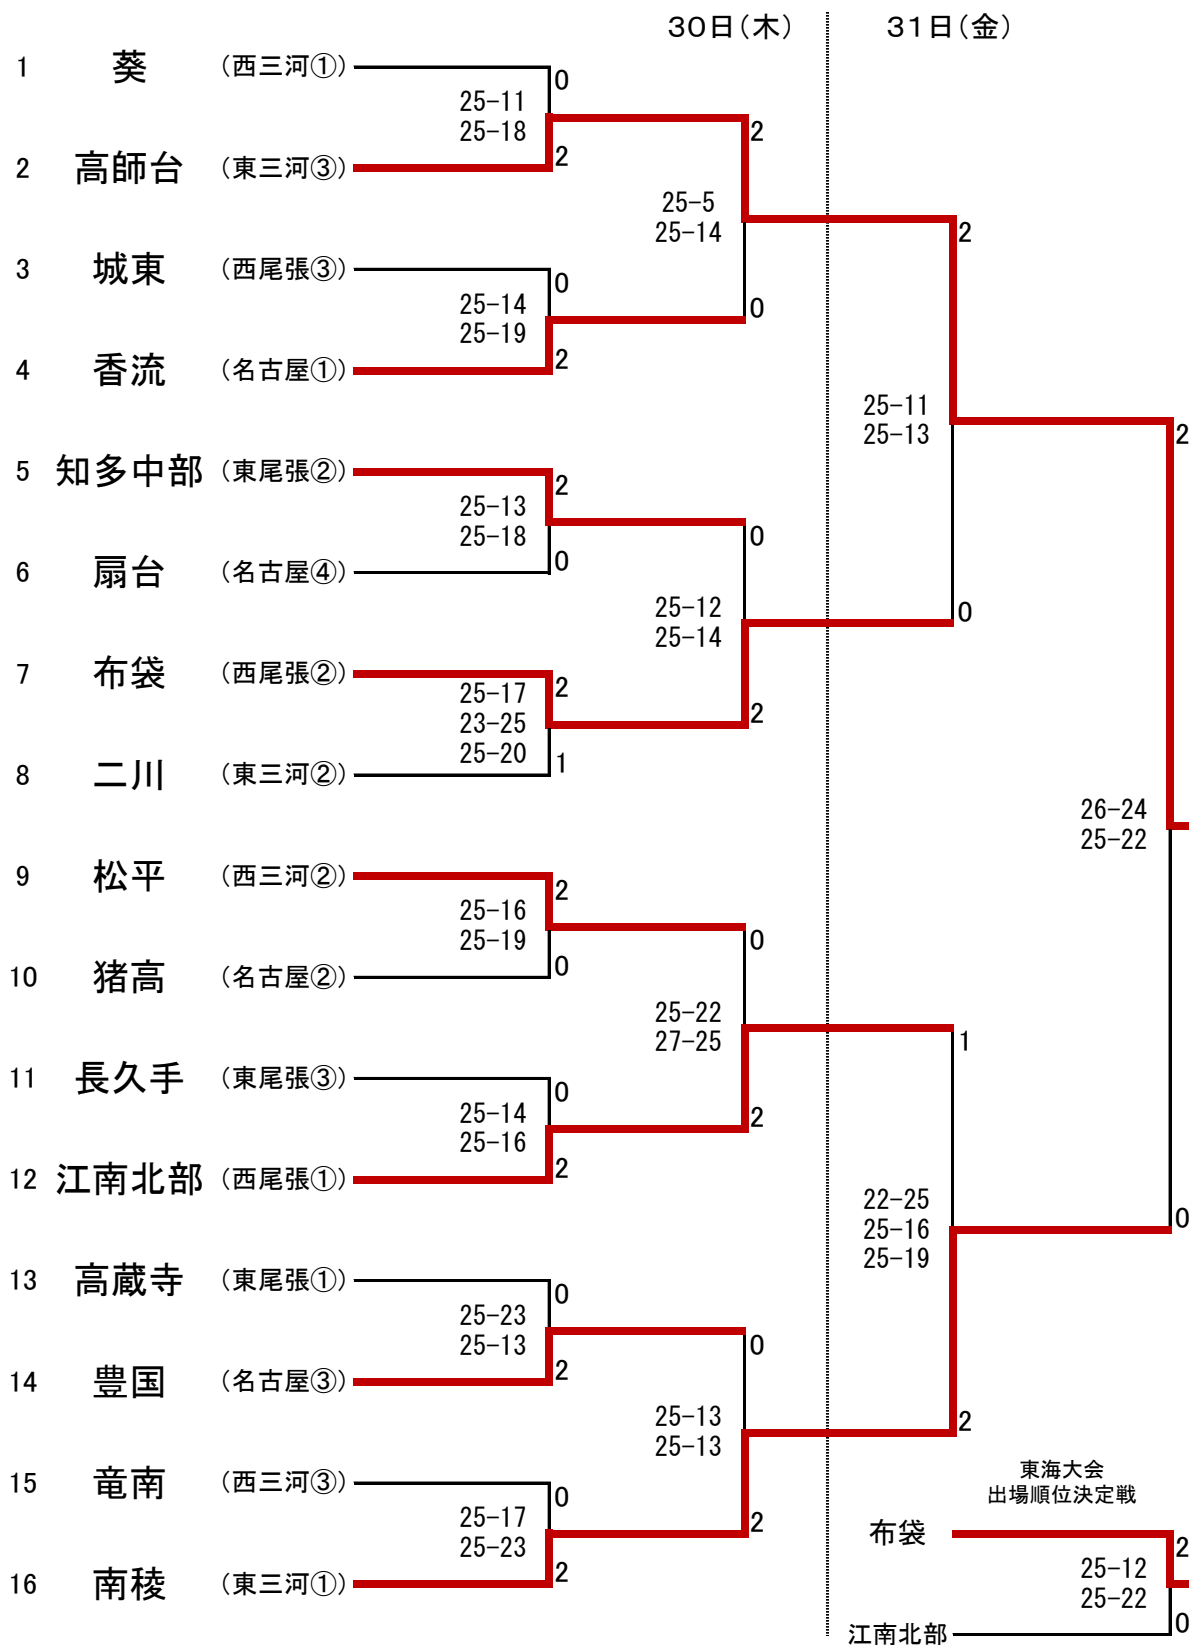 30日(木) 31日(金)
1 葵 (西三河①) 0
25-11
25-18
2
2 高師台 (東三河③) 2
25-5
25-14
2
3 城東 (西尾張③) 0
25-14
25-19
0
4 香流 (名古屋①) 2
25-11
25-13
2
5 知多中部 (東尾張②) 2
25-13
25-18
0
6 扇台 (名古屋④) 0
25-12
25-14
0
7 布袋 (西尾張②) 2
25-17
23-25
25-20
2
8 二川 (東三河②) 1
26-24
25-22
9 松平 (西三河②) 2
25-16
25-19
0
10 猪高 (名古屋②) 0
25-22
27-25
1
11 長久手 (東尾張③) 0
25-14
25-16
2
12 江南北部 (西尾張①) 2
22-25
25-16
25-19
0
13 高蔵寺 (東尾張①) 0
25-23
25-13
0
14 豊国 (名古屋③) 2
25-13
25-13
2
15 竜南 (西三河③) 0
25-17
25-23
2
16 南稜 (東三河①) 2
東海大会
出場順位決定戦
布袋 2
25-12
25-22
江南北部 0